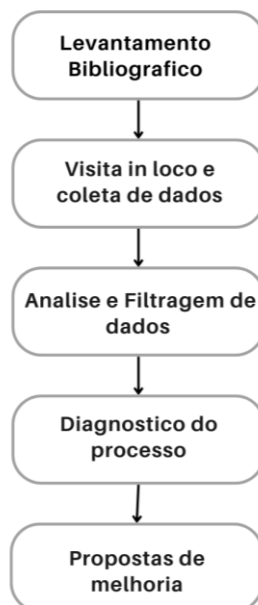 Levantamento
Bibliografico
Visita in loco e
coleta de dados
Analise e Filtragem de
dados
Diagnostico do
processo
Propostas de
melhoria